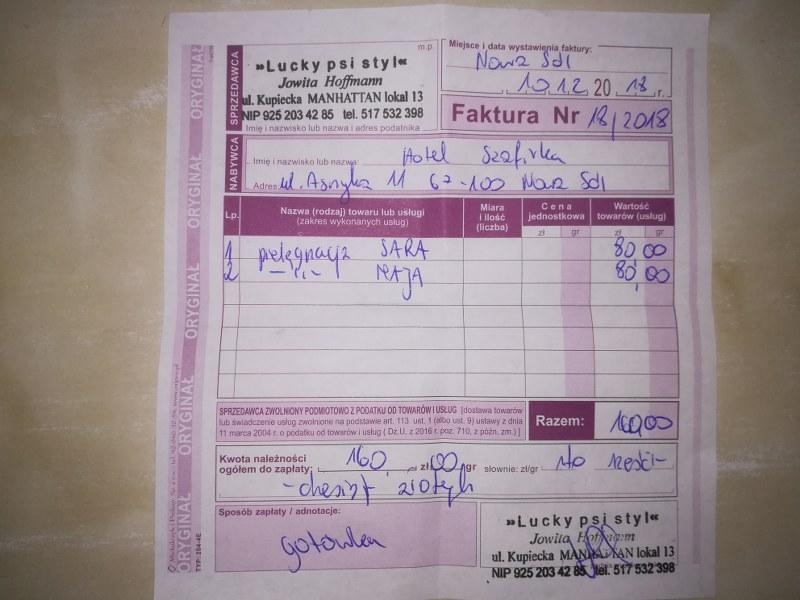 SPRZEDAWCA
»Lucky psi styl«
Jowita Hoffmann
ul. Kupiecka MANHATTAN lokal 13
NIP 925 203 42 85 tel. 517 532 398
Imię i nazwisko lub nazwa i adres podatnika
m.p.
Miejsce i data wystawienia faktury:
Nowa Sól
10.12.2018 r.
Faktura Nr 18/2018
NABYWCA
Imię i nazwisko lub nazwa: Hotel Szafirka
Adres: ul. Asnyka 11 67-100 Nowa Sól
Lp.
Nazwa (rodzaj) towaru lub usługi
(zakres wykonanych usług)
Miara
i ilość
(liczba)
Cena
jednostkowa
Wartość
towarów (usług)
zł gr zł gr
1 pielęgnacja SARA 80,00
2 —"— MAJA 80,00
SPRZEDAWCA ZWOLNIONY PODMIOTOWO Z PODATKU OD TOWARÓW I USŁUG [dostawa towarów
lub świadczenie usług zwolnione na podstawie art. 113 ust. 1 (albo ust. 9) ustawy z dnia
11 marca 2004 r. o podatku od towarów i usług ( Dz.U. z 2016 r. poz. 710, z późn. zm.) ]
Razem: 160,00
Kwota należności
ogółem do zapłaty: 160, zł 00 gr słownie: zł/gr sto sześć-
-dziesiąt złotych
Sposób zapłaty / adnotacje:
gotówka
»Lucky psi styl«
Jowita Hoffmann
ul. Kupiecka MANHATTAN lokal 13
NIP 925 203 42 85 tel. 517 532 398
ORYGINAŁ
ORYGINAŁ
ORYGINAŁ
ORYGINAŁ
ORYGINAŁ